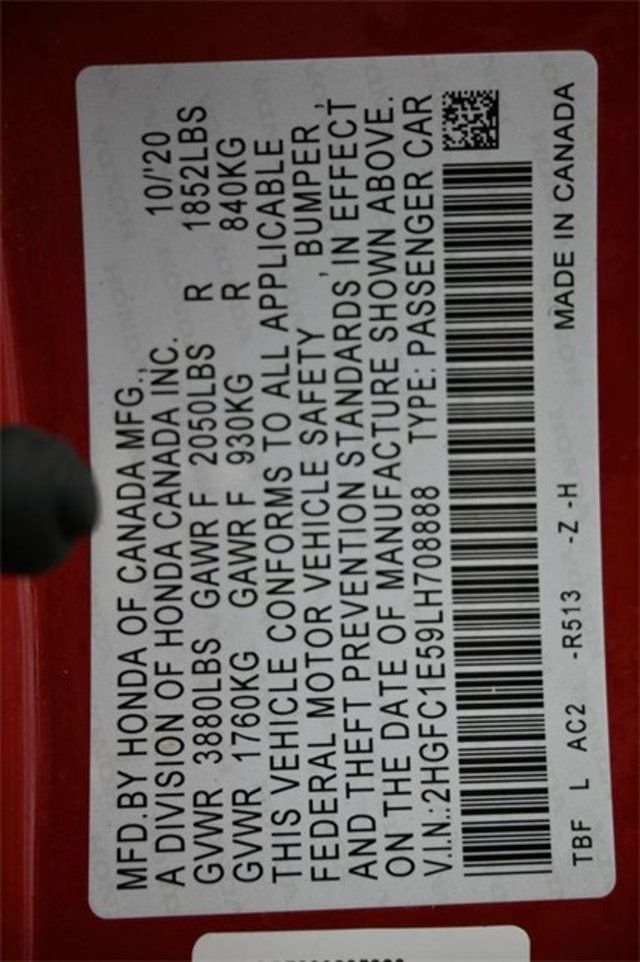 MFD.BY HONDA OF CANADA MFG., 10/'20
A DIVISION OF HONDA CANADA INC.
GVWR 3880LBS GAWR F 2050LBS R 1852LBS
GVWR 1760KG GAWR F 930KG R 840KG
THIS VEHICLE CONFORMS TO ALL APPLICABLE
FEDERAL MOTOR VEHICLE SAFETY , BUMPER ,
AND THEFT PREVENTION STANDARDS IN EFFECT
ON THE DATE OF MANUFACTURE SHOWN ABOVE.
V.I.N.:2HGFC1E59LH708888 TYPE: PASSENGER CAR
TBF L AC2 -R513 -Z -H MADE IN CANADA